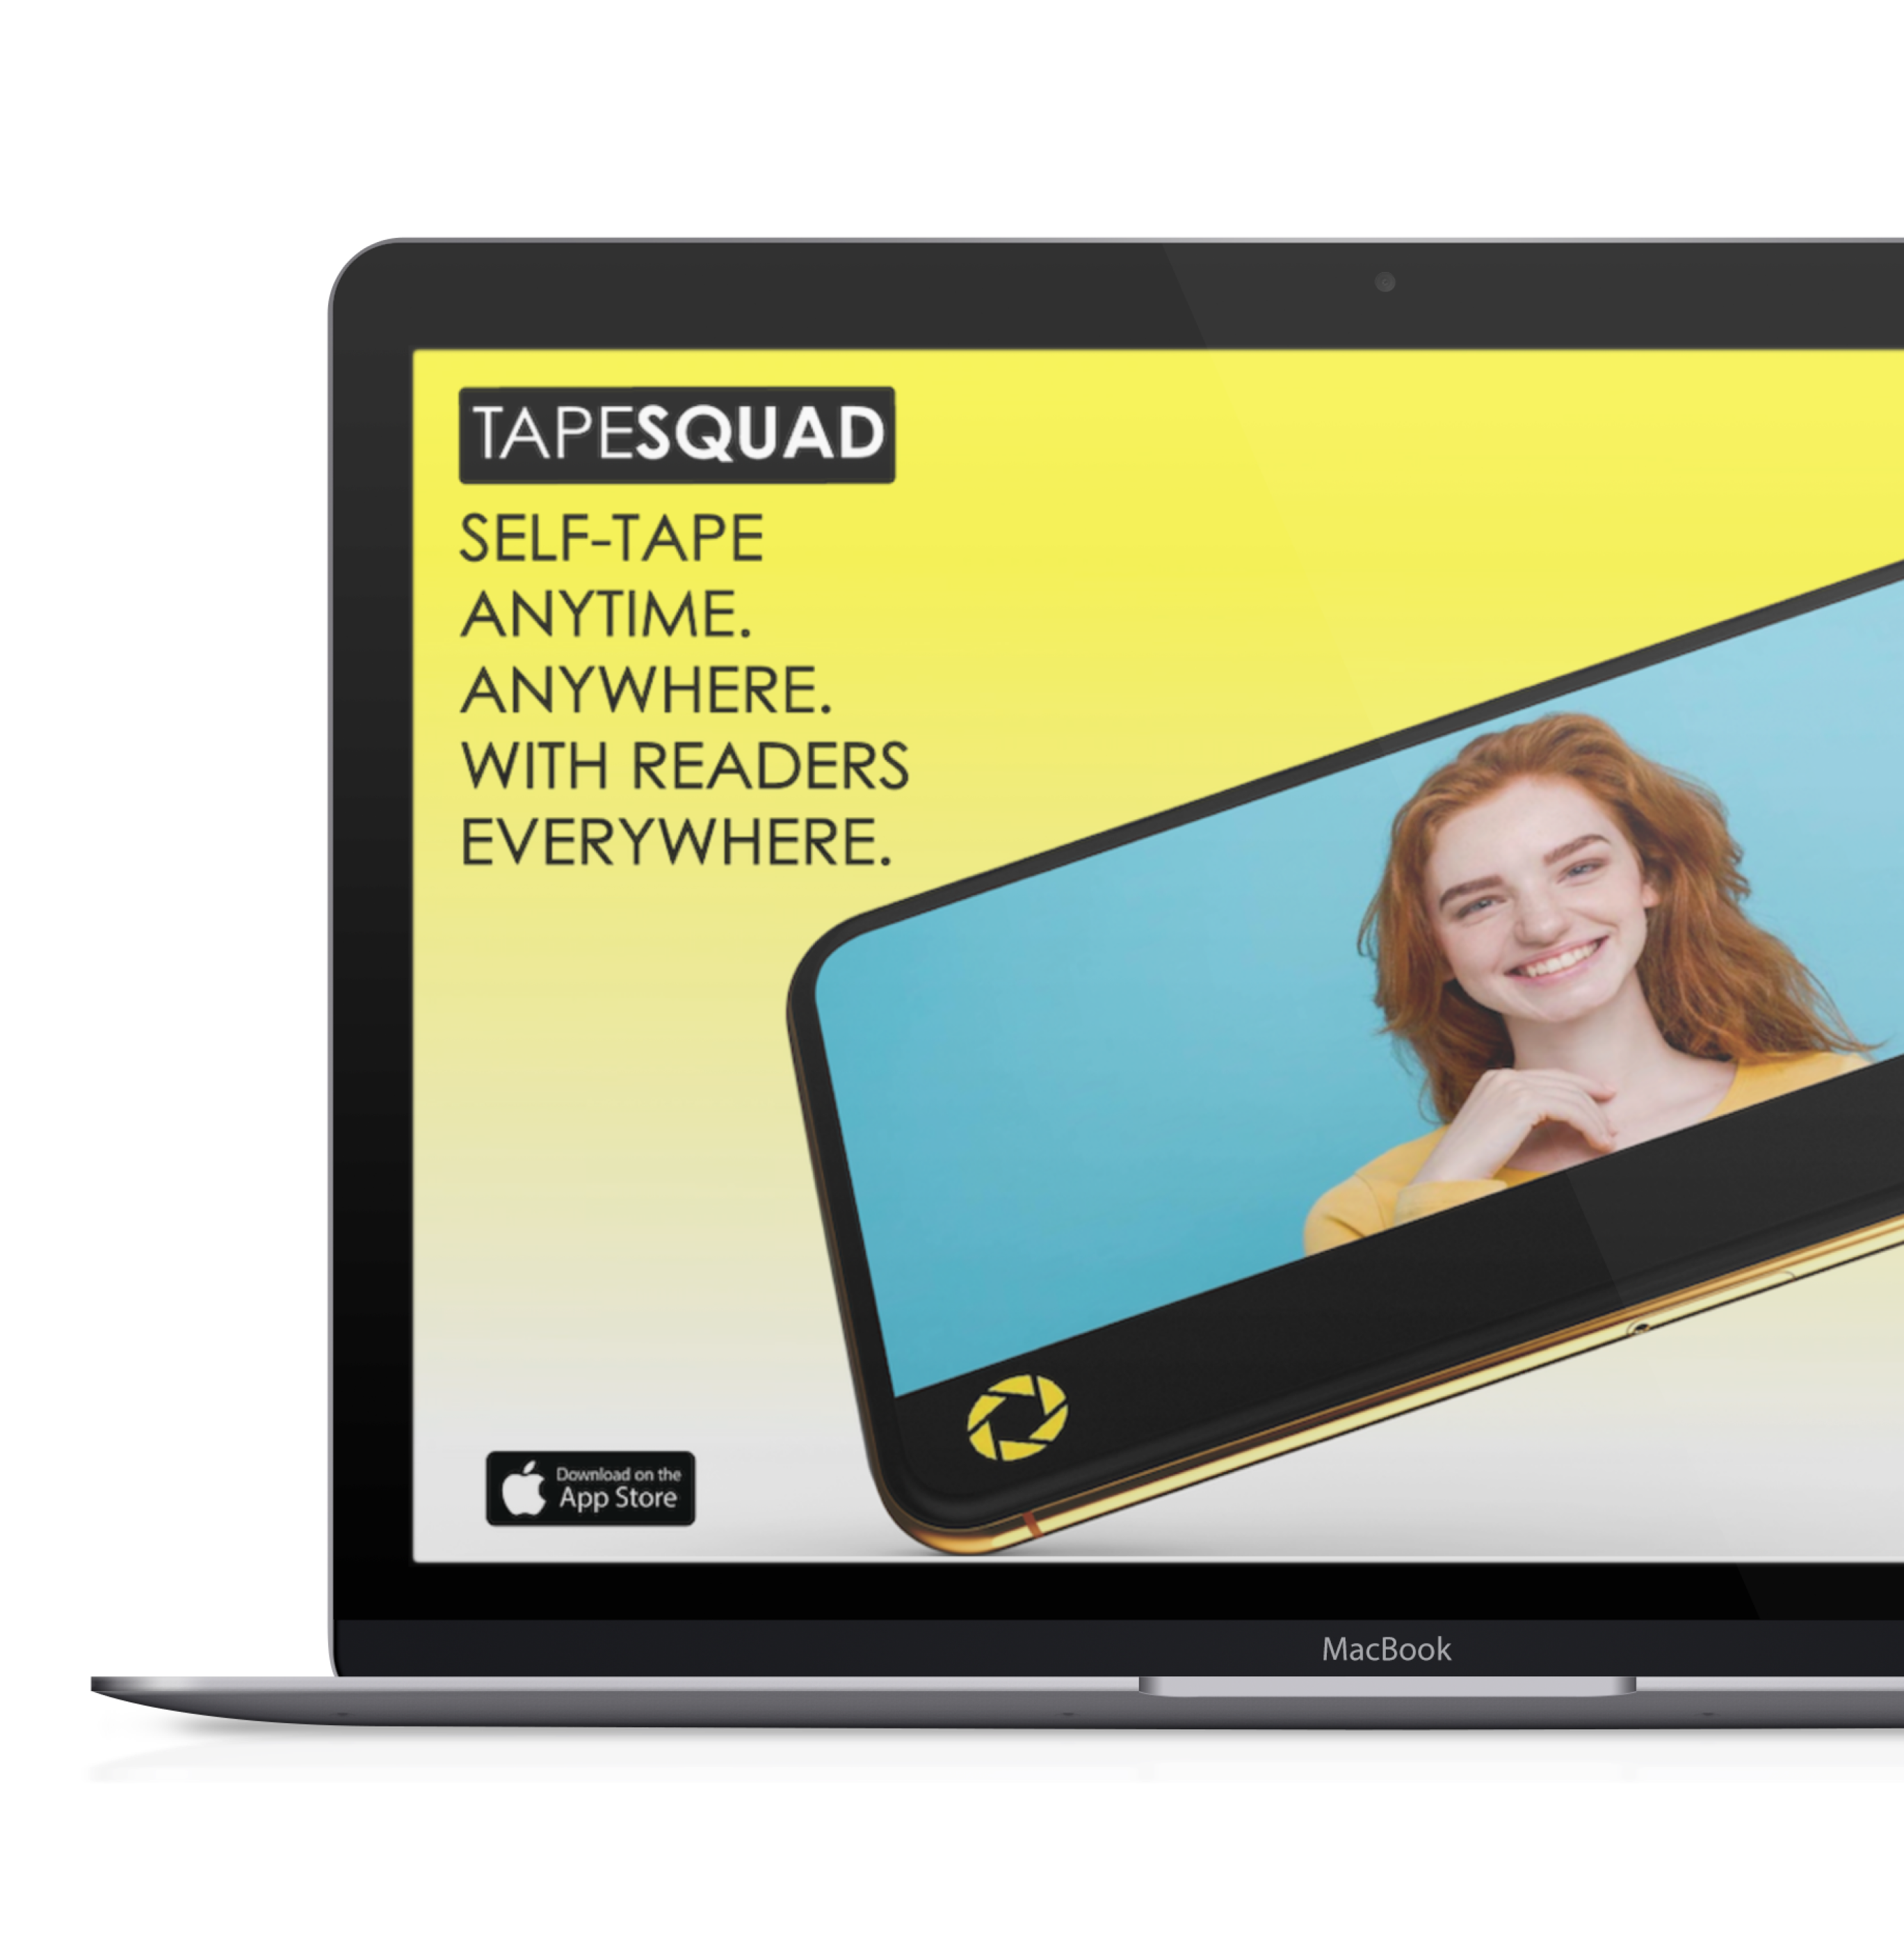 TAPESQUAD
SELF-TAPE
ANYTIME.
ANYWHERE.
WITH READERS
EVERYWHERE.
Download on the
App Store
MacBook